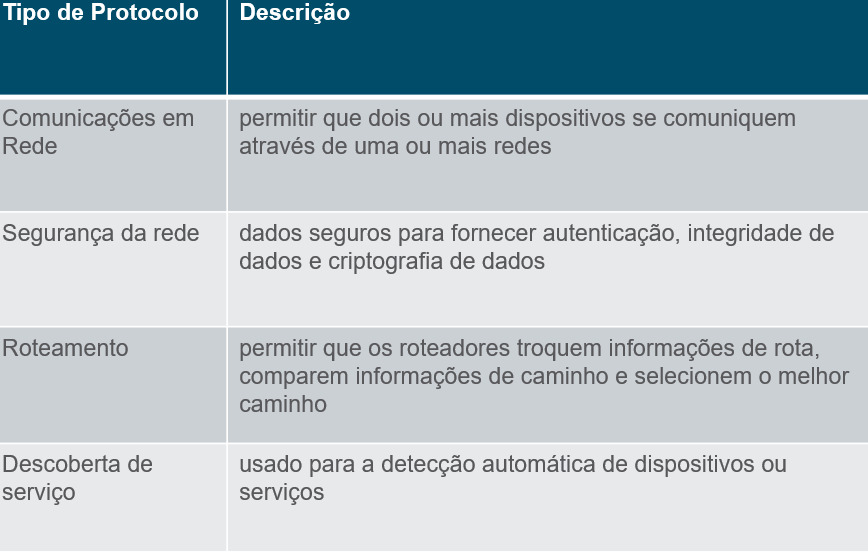 Tipo de Protocolo
Descrição
Comunicações em
Rede
permitir que dois ou mais dispositivos se comuniquem
através de uma ou mais redes
Segurança da rede
dados seguros para fornecer autenticação, integridade de
dados e criptografia de dados
Roteamento
permitir que os roteadores troquem informações de rota,
comparem informações de caminho e selecionem o melhor
caminho
Descoberta de
serviço
usado para a detecção automática de dispositivos ou
serviços